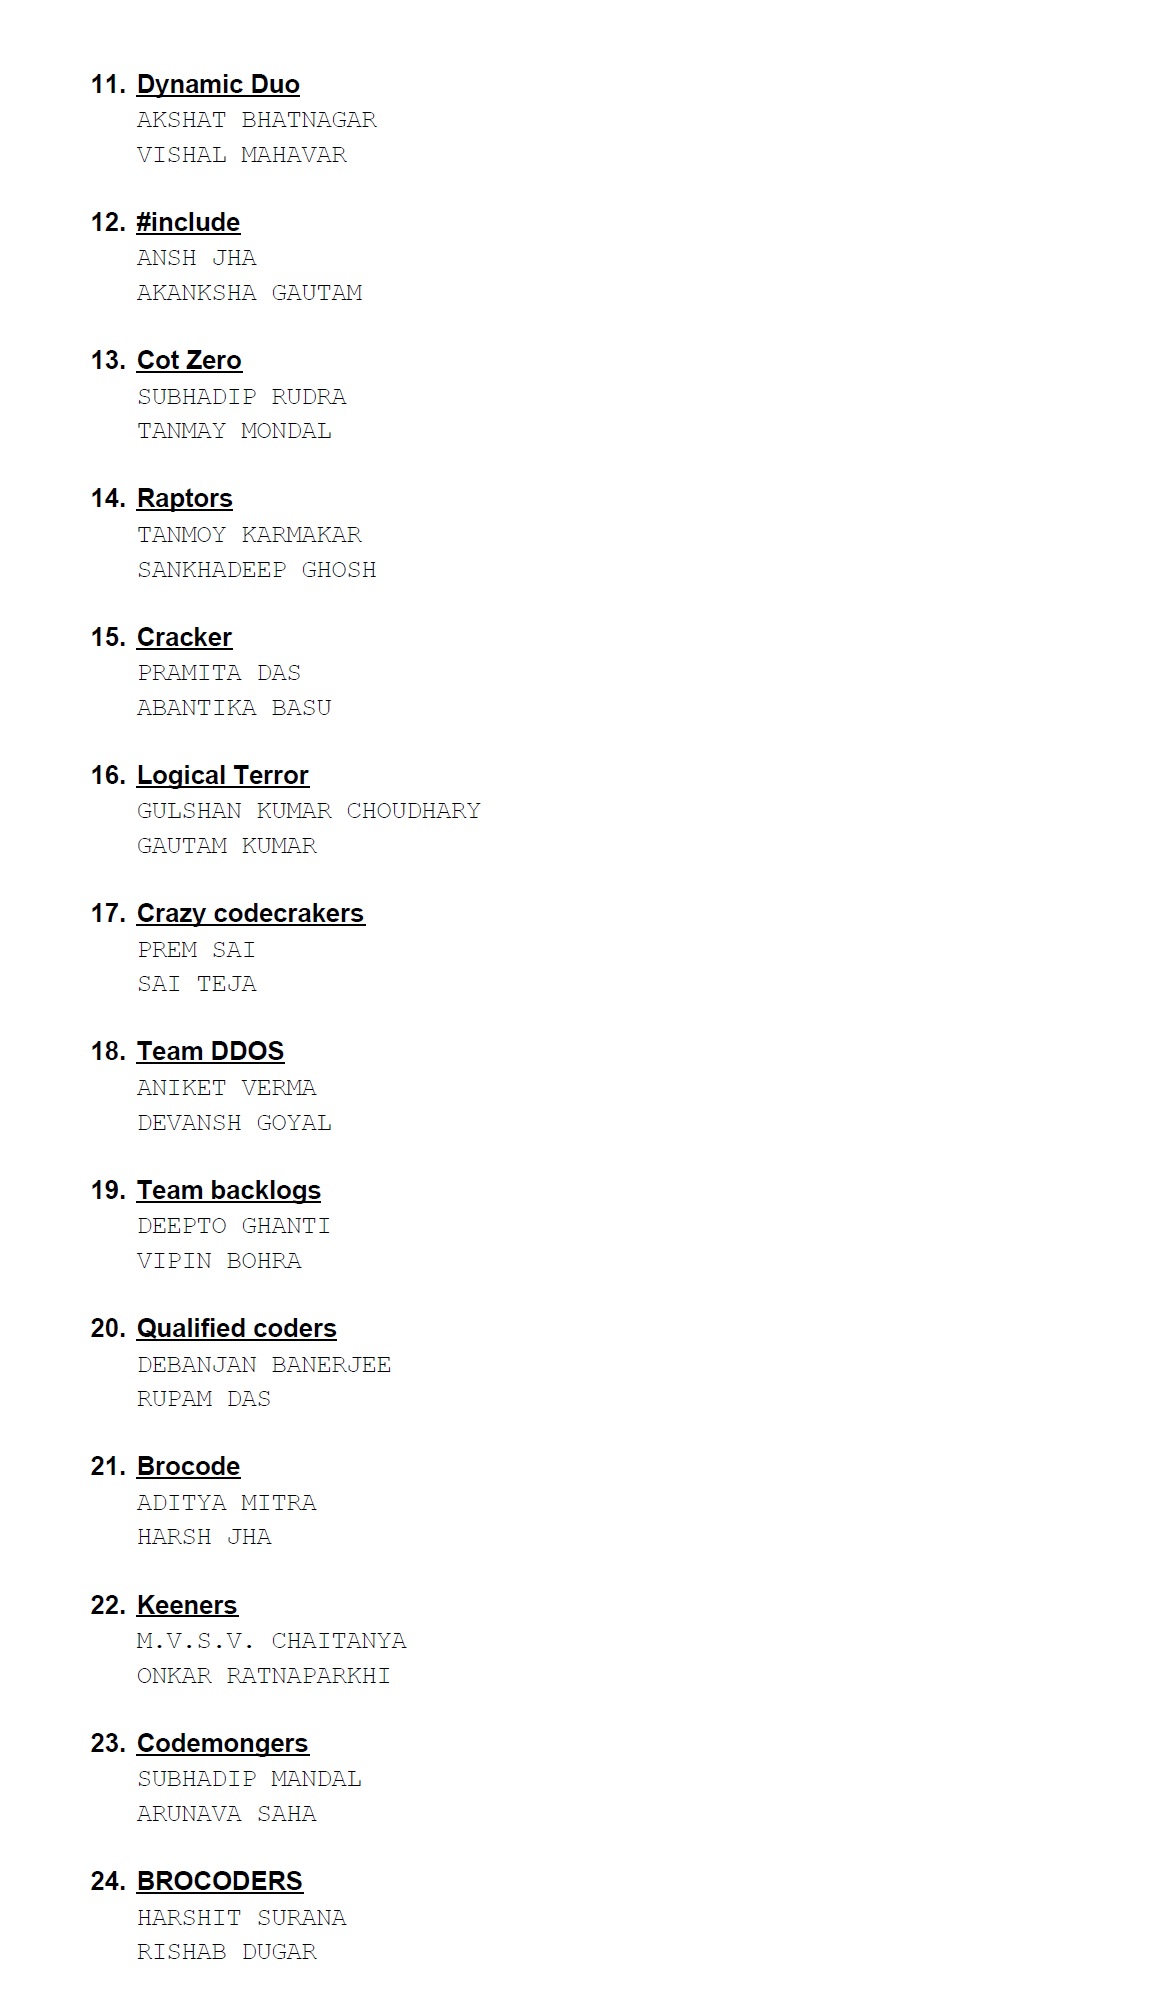 11. Dynamic Duo
AKSHAT BHATNAGAR
VISHAL MAHAVAR
12. #include
ANSH JHA
AKANKSHA GAUTAM
13. Cot Zero
SUBHADIP RUDRA
TANMAY MONDAL
14. Raptors
TANMOY KARMAKAR
SANKHADEEP GHOSH
15. Cracker
PRAMITA DAS
ABANTIKA BASU
16. Logical Terror
GULSHAN KUMAR CHOUDHARY
GAUTAM KUMAR
17. Crazy codecrakers
PREM SAI
SAI TEJA
18. Team DDOS
ANIKET VERMA
DEVANSH GOYAL
19. Team backlogs
DEEPTO GHANTI
VIPIN BOHRA
20. Qualified coders
DEBANJAN BANERJEE
RUPAM DAS
21. Brocode
ADITYA MITRA
HARSH JHA
22. Keeners
M.V.S.V. CHAITANYA
ONKAR RATNAPARKHI
23. Codemongers
SUBHADIP MANDAL
ARUNAVA SAHA
24. BROCODERS
HARSHIT SURANA
RISHAB DUGAR